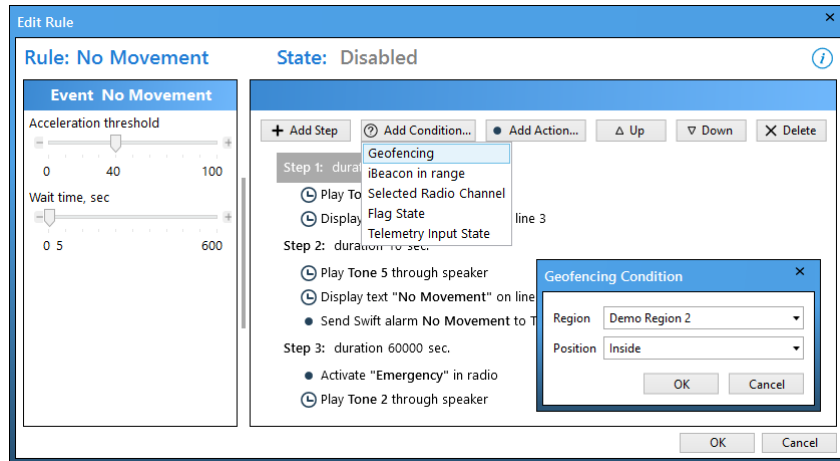 Edit Rule
Rule: No Movement State: Disabled
Event No Movement
Acceleration threshold
0 40 100
Wait time, sec
0 5 600
Add Step Add Condition... Add Action... Up Down Delete
Geofencing
iBeacon in range
Selected Radio Channel
Flag State
Telemetry Input State
Step 1: durat
Play To
Display line 3
Step 2: duration 10 sec.
Play Tone 5 through speaker
Display text "No Movement" on line
Send Swift alarm No Movement to T
Step 3: duration 60000 sec.
Activate "Emergency" in radio
Play Tone 2 through speaker
Geofencing Condition
Region Demo Region 2
Position Inside
OK Cancel
OK Cancel